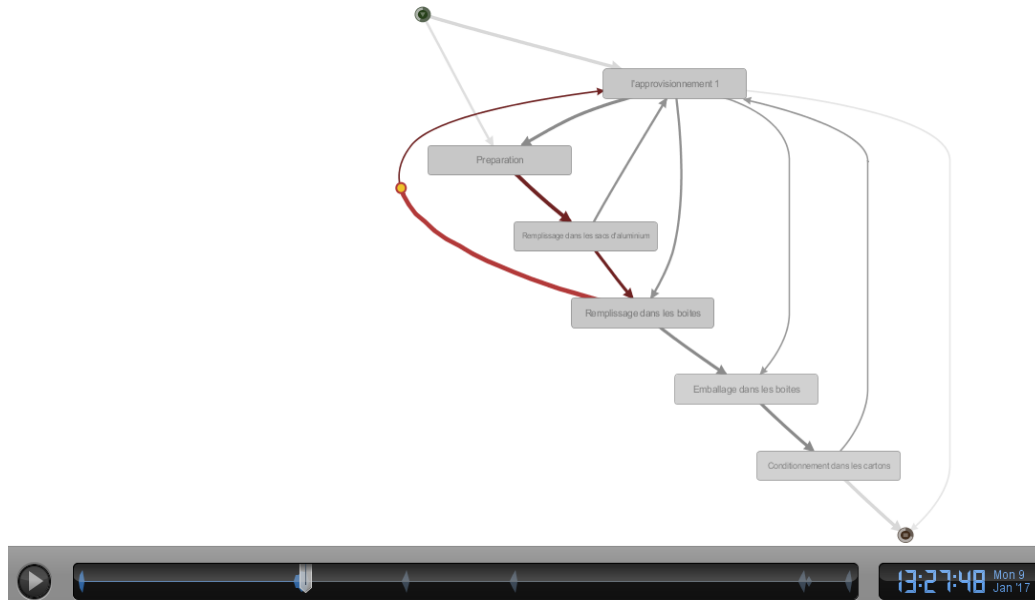 l'approvisionnement 1
Preparation
Remplissage dans les sacs d'aluminium
Remplissage dans les boites
Emballage dans les boites
Conditionnement dans les cartons
13:27:48
Mon 9
Jan '17